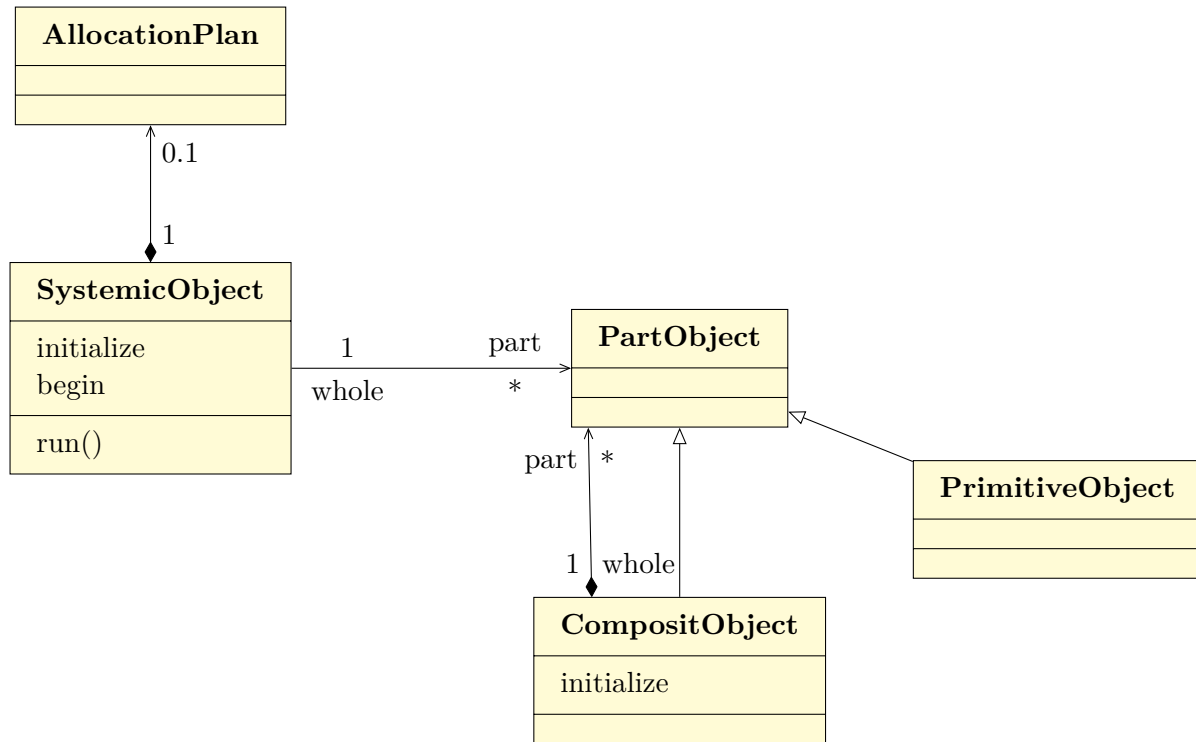 AllocationPlan
0.1
1
SystemicObject
initialize
begin
run()
1
whole
part
*
PartObject
part
*
1
whole
PrimitiveObject
CompositObject
initialize